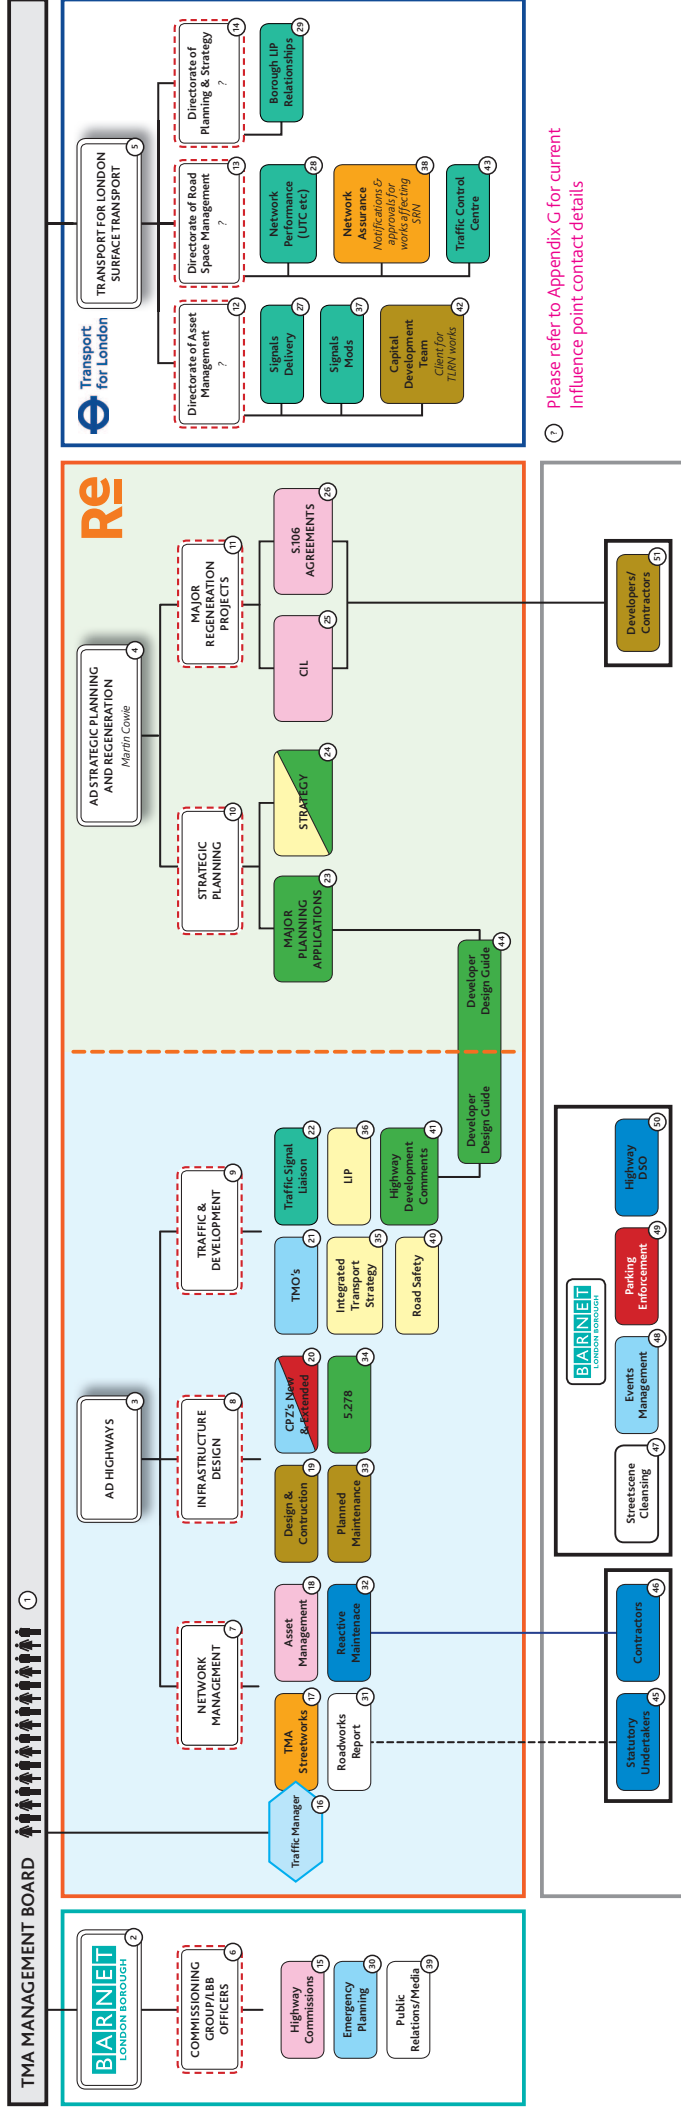 TMA MANAGEMENT BOARD
1
BARNET
LONDON BOROUGH
2
COMMISSIONING
GROUP/LBB
OFFICERS
6
Highway
Commissions
15
Emergency
Planning
30
Public
Relations/Media
39
AD HIGHWAYS
3
NETWORK
MANAGEMENT
7
Traffic Manager
16
TMA
Streetworks
17
Asset
Management
18
Roadworks
Report
31
Reactive
Maintenace
32
INFRASTRUCTURE
DESIGN
8
Design &
Contruction
19
CPZ's New
& Extended
20
Planned
Maintenance
33
5.278
34
TRAFFIC &
DEVELOPMENT
9
TMO's
21
Traffic Signal
Liaison
22
Integrated
Transport
Strategy
35
LIP
36
Road Safety
40
Highway
Development
Comments
41
Developer
Design Guide
Developer
Design Guide
44
Re
AD STRATEGIC PLANNING
AND REGENERATION
Martin Cowie
4
STRATEGIC
PLANNING
10
MAJOR
PLANNING
APPLICATIONS
23
STRATEGY
24
MAJOR
REGENERATION
PROJECTS
11
CIL
25
S.106
AGREEMENTS
26
Transport
for London
TRANSPORT FOR LONDON
SURFACE TRANSPORT
5
Directorate of Asset
Management
?
12
Signals
Delivery
27
Signals
Mods
37
Capital
Development
Team
Client for
TLRN works
42
Directorate of Road
Space Management
?
13
Network
Performance
(UTC etc)
28
Network
Assurance
Notifications &
approvals for
works affecting
SRN
38
Traffic Control
Centre
43
Directorate of
Planning & Strategy
?
14
Borough LIP
Relationships
29
? Please refer to Appendix G for current
Influence point contact details
Statutory
Undertakers
45
Contractors
46
BARNET
LONDON BOROUGH
Streetscene
Cleansing
47
Events
Management
48
Parking
Enforcement
49
Highway
DSO
50
Developers/
Contractors
51